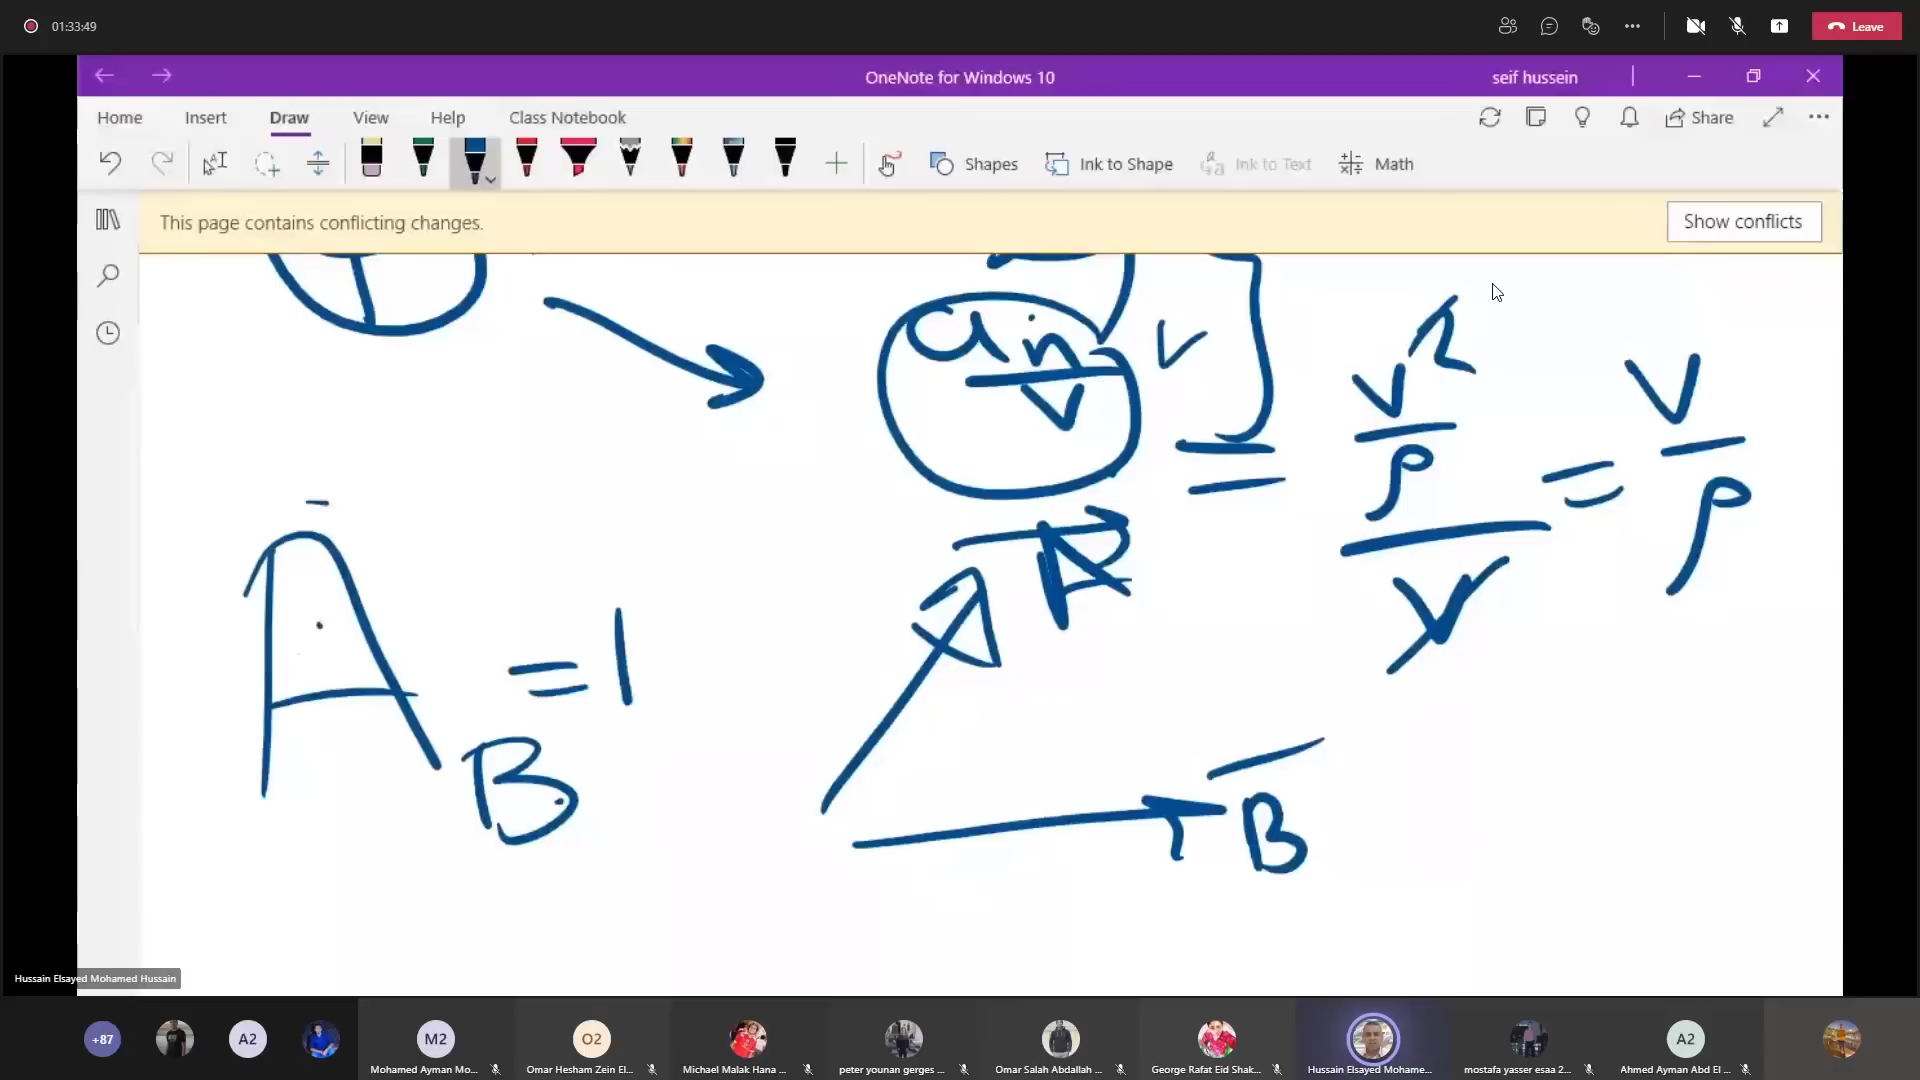 01:33:49
Leave
OneNote for Windows 10
seif hussein
Home Insert Draw View Help Class Notebook
Share
Shapes Ink to Shape Ink to Text Math
This page contains conflicting changes.
Show conflicts
an / v
v² / ρ / v = v / ρ
A B = 1
A
B
Hussain Elsayed Mohamed Hussain
+87 A2 M2 O2 A2
Mohamed Ayman Mo... Omar Hesham Zein El... Michael Malak Hana ... peter younan gerges ... Omar Salah Abdallah ... George Rafat Eid Shak... Hussain Elsayed Mohame... mostafa yasser esaa 2... Ahmed Ayman Abd El ...